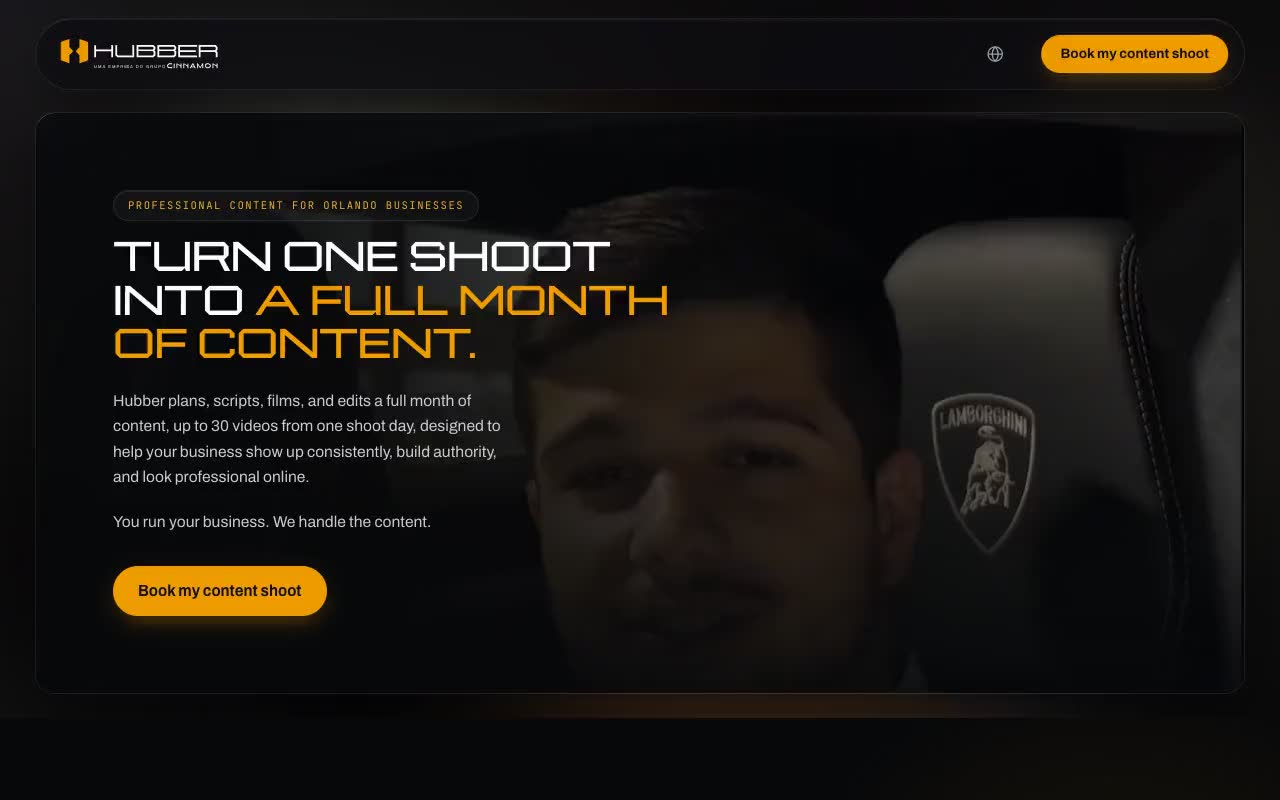 HUBBER
UMA EMPRESA DO GRUPO CINNAMON
Book my content shoot
PROFESSIONAL CONTENT FOR ORLANDO BUSINESSES
TURN ONE SHOOT
INTO A FULL MONTH
OF CONTENT.
Hubber plans, scripts, films, and edits a full month of
content, up to 30 videos from one shoot day, designed to
help your business show up consistently, build authority,
and look professional online.
You run your business. We handle the content.
Book my content shoot
LAMBORGHINI